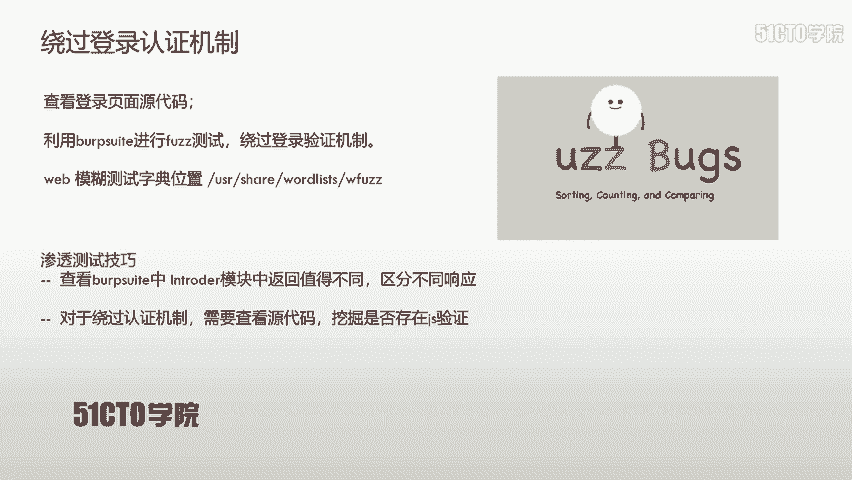 绕过登录认证机制
51CTO学院
查看登录页面源代码；
利用burpsuite进行fuzz测试，绕过登录验证机制。
web 模糊测试字典位置 /usr/share/wordlists/wfuzz
uzz Bugs
Sorting, Counting, and Comparing
渗透测试技巧
-- 查看burpsuite中 Introder模块中返回值得不同，区分不同响应
-- 对于绕过认证机制，需要查看源代码，挖掘是否存在js验证
51CTO学院